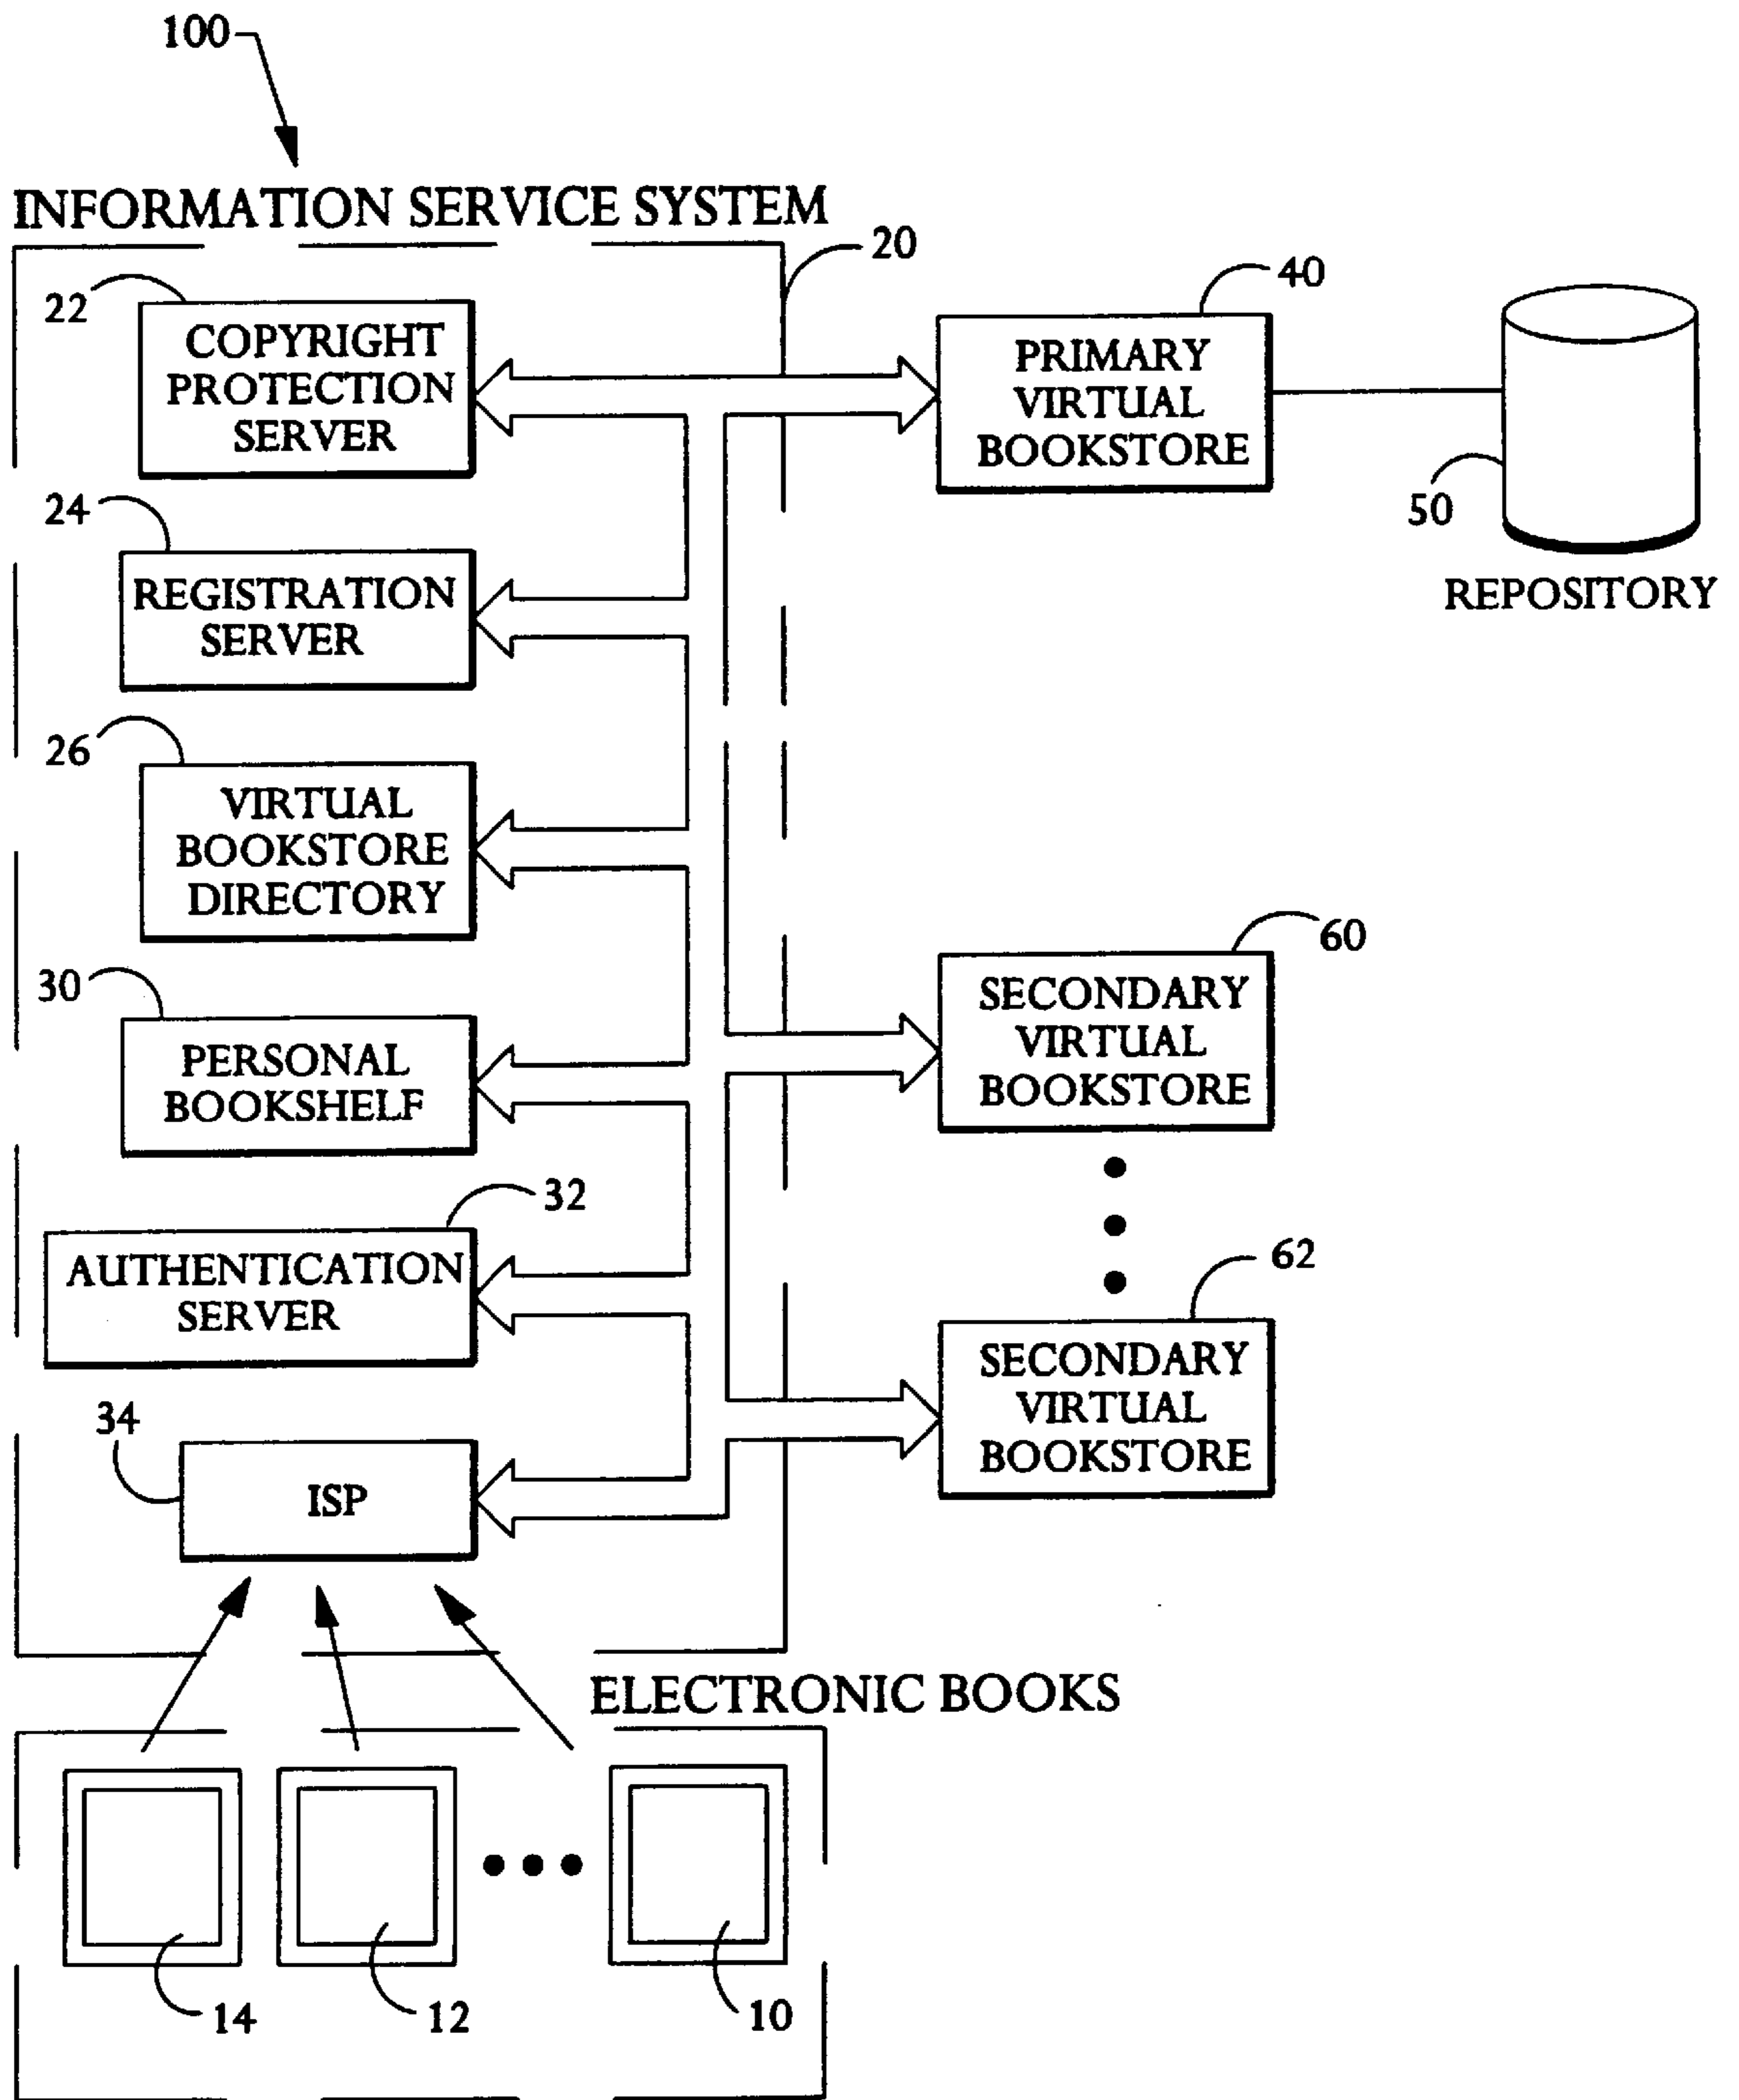 100
INFORMATION SERVICE SYSTEM
20
22
COPYRIGHT
PROTECTION
SERVER
40
PRIMARY
VIRTUAL
BOOKSTORE
50
REPOSITORY
24
REGISTRATION
SERVER
26
VIRTUAL
BOOKSTORE
DIRECTORY
30
PERSONAL
BOOKSHELF
60
SECONDARY
VIRTUAL
BOOKSTORE
32
AUTHENTICATION
SERVER
62
SECONDARY
VIRTUAL
BOOKSTORE
34
ISP
ELECTRONIC BOOKS
14
12
10